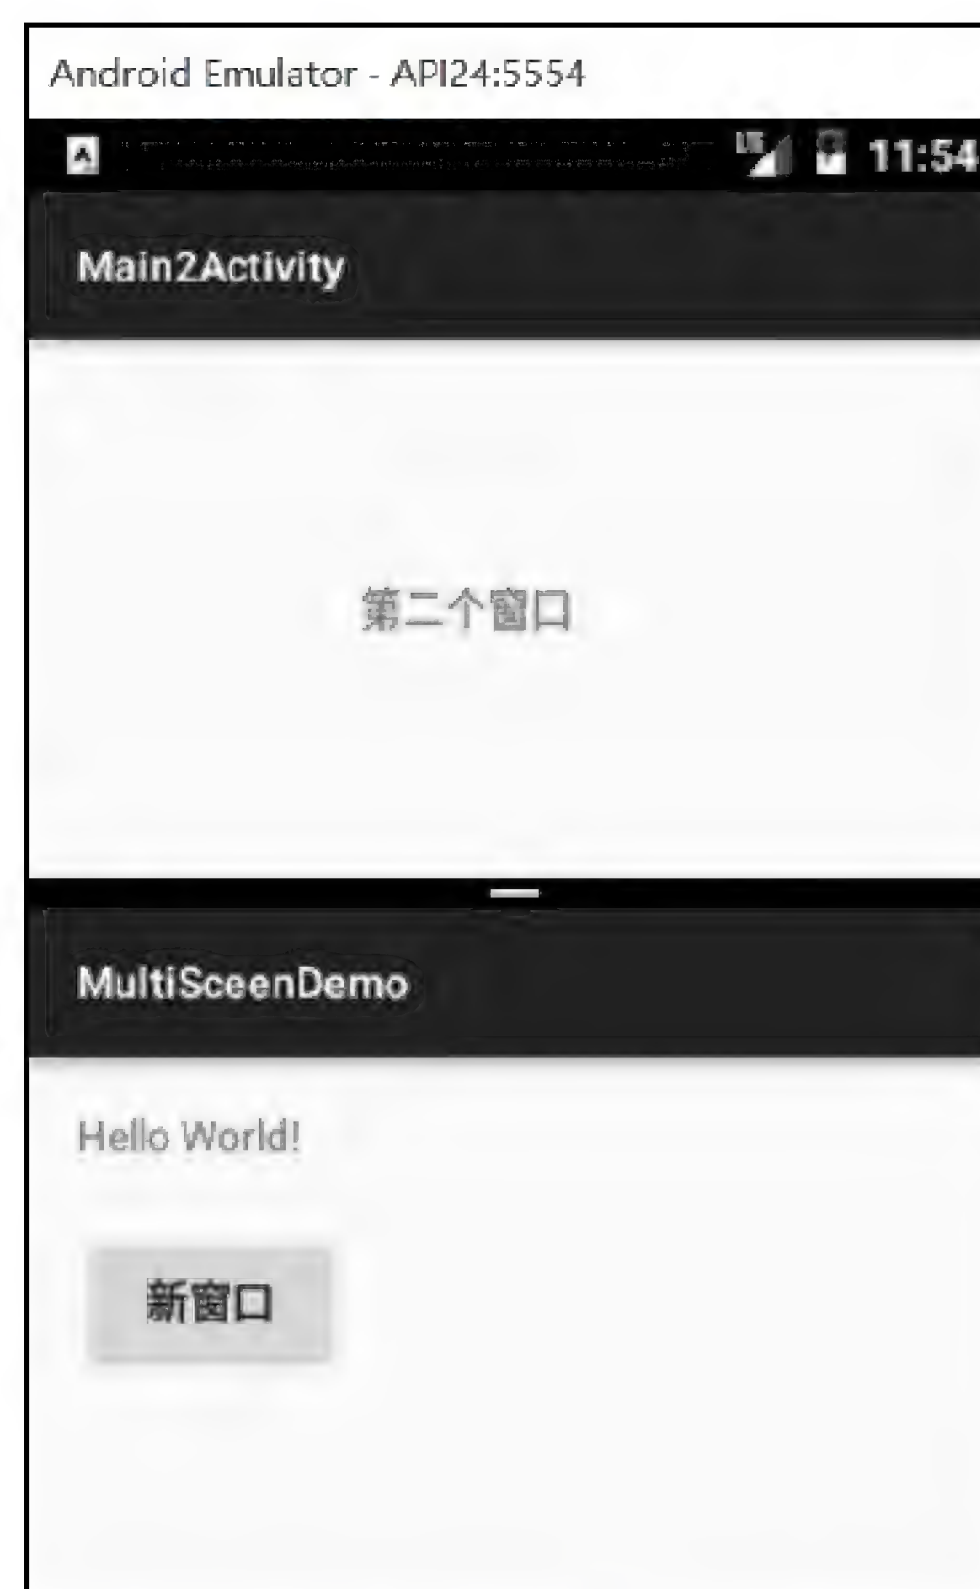 Android Emulator - API24:5554
A 11:54
Main2Activity
第二个窗口
MultiSceenDemo
Hello World!
新窗口